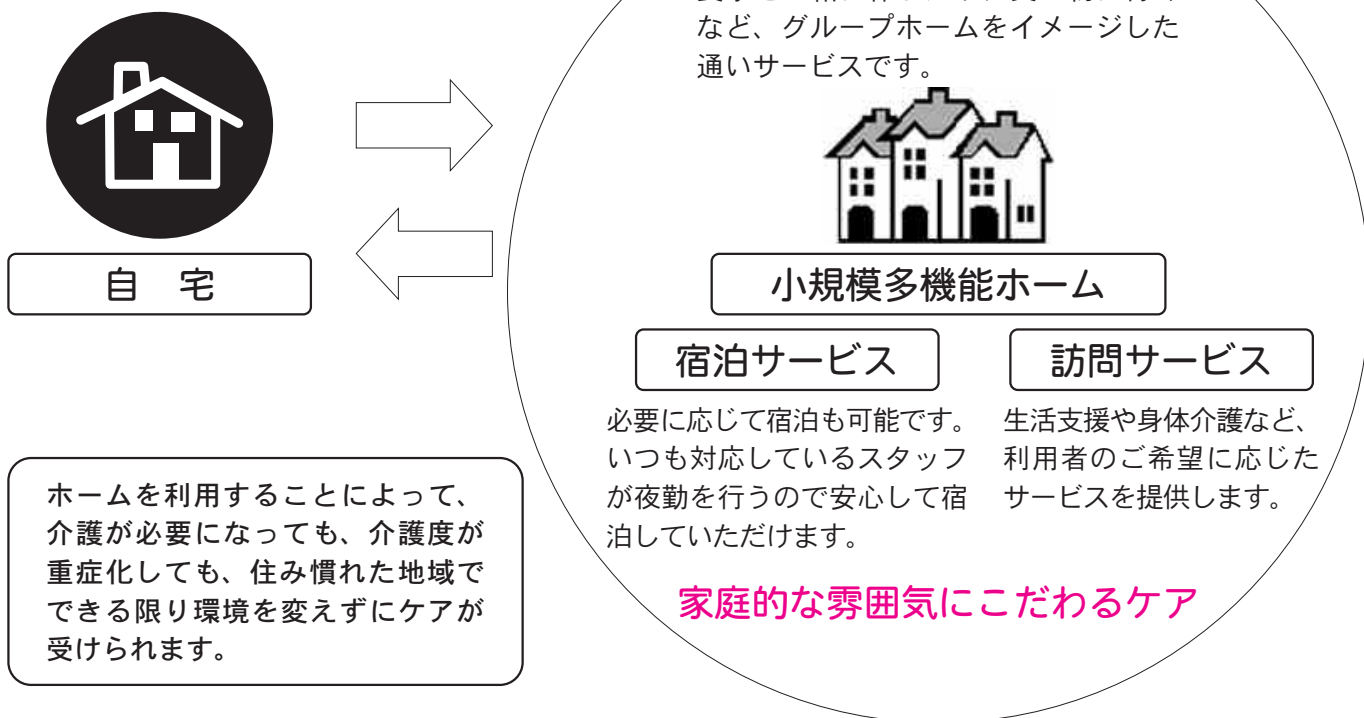 など、グループホームをイメージした
通いサービスです。
自　宅
小規模多機能ホーム
宿泊サービス
必要に応じて宿泊も可能です。
いつも対応しているスタッフ
が夜勤を行うので安心して宿
泊していただけます。
訪問サービス
生活支援や身体介護など、
利用者のご希望に応じた
サービスを提供します。
ホームを利用することによって、
介護が必要になっても、介護度が
重症化しても、住み慣れた地域で
できる限り環境を変えずにケアが
受けられます。
家庭的な雰囲気にこだわるケア